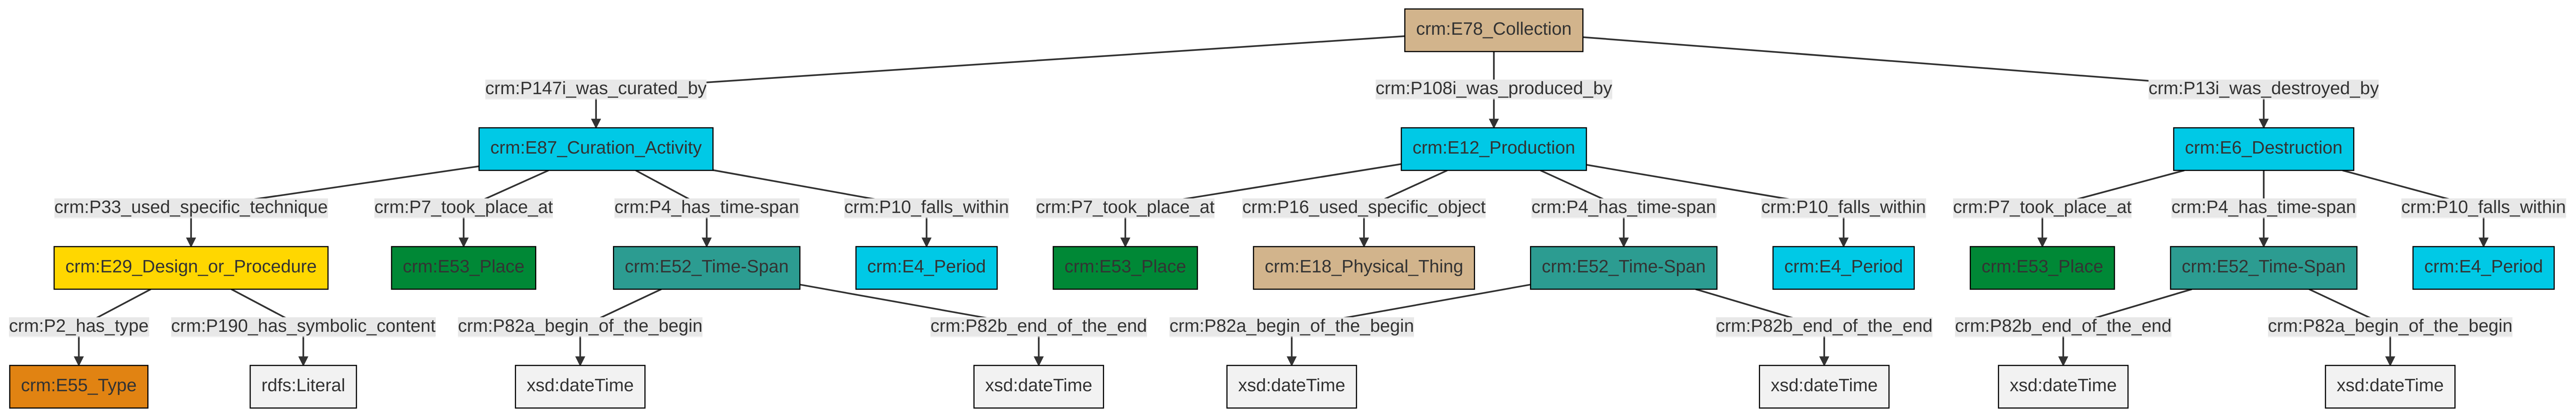 crm:E78_Collection
crm:P147i_was_curated_by
crm:P108i_was_produced_by
crm:P13i_was_destroyed_by
crm:E87_Curation_Activity
crm:E12_Production
crm:E6_Destruction
crm:P33_used_specific_technique
crm:P7_took_place_at
crm:P4_has_time-span
crm:P10_falls_within
crm:P7_took_place_at
crm:P16_used_specific_object
crm:P4_has_time-span
crm:P10_falls_within
crm:P7_took_place_at
crm:P4_has_time-span
crm:P10_falls_within
crm:E29_Design_or_Procedure
crm:E53_Place
crm:E52_Time-Span
crm:E4_Period
crm:E53_Place
crm:E18_Physical_Thing
crm:E52_Time-Span
crm:E4_Period
crm:E53_Place
crm:E52_Time-Span
crm:E4_Period
crm:P2_has_type
crm:P190_has_symbolic_content
crm:P82a_begin_of_the_begin
crm:P82b_end_of_the_end
crm:P82a_begin_of_the_begin
crm:P82b_end_of_the_end
crm:P82b_end_of_the_end
crm:P82a_begin_of_the_begin
crm:E55_Type
rdfs:Literal
xsd:dateTime
xsd:dateTime
xsd:dateTime
xsd:dateTime
xsd:dateTime
xsd:dateTime